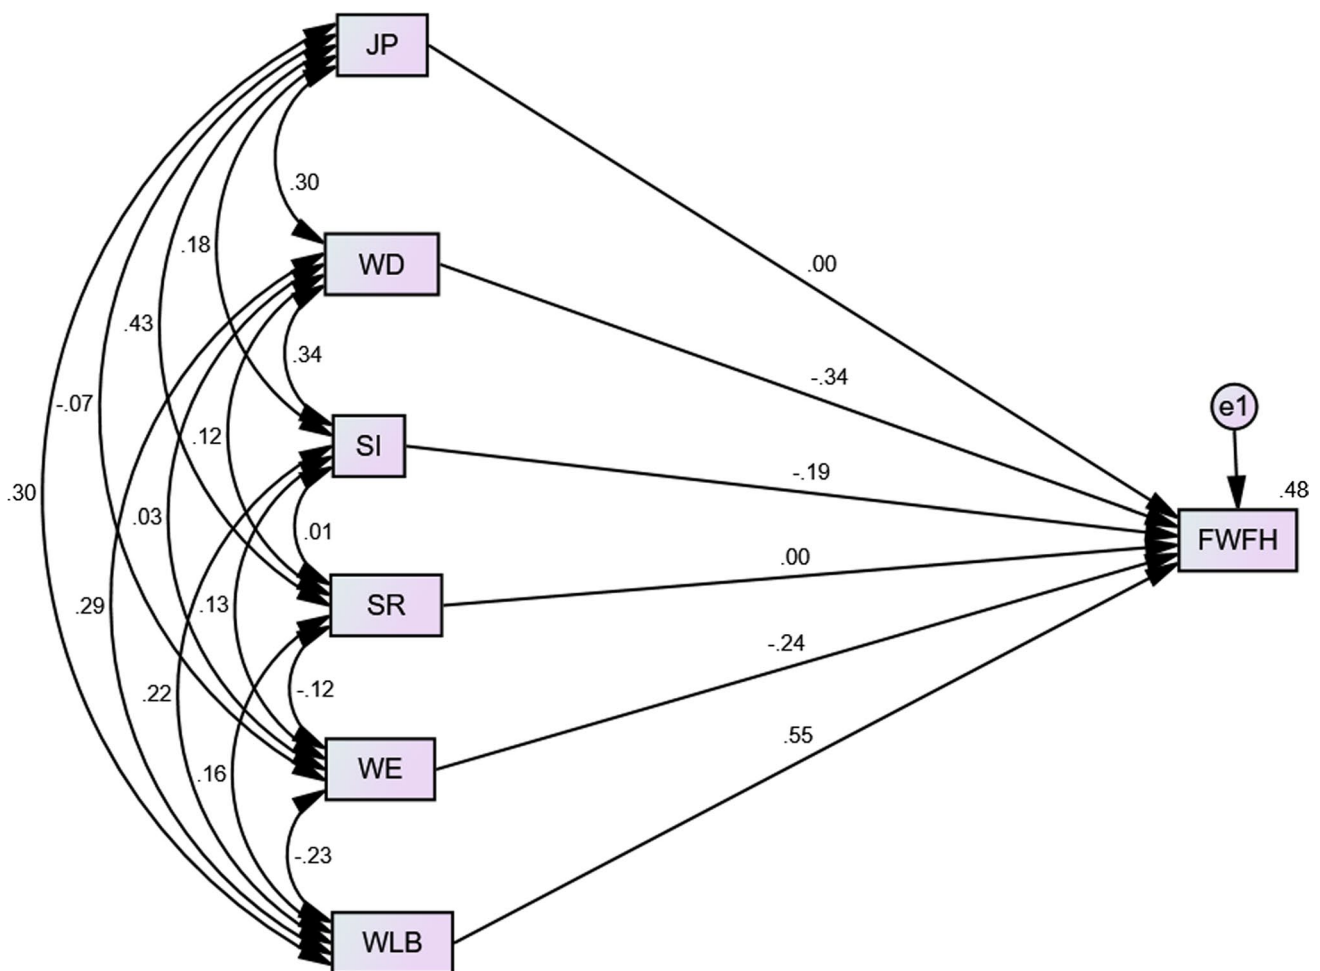 JP
.30
WD
.18
.00
.43
.34
-.34
-.07
.12
SI
e1
.30
-.19
.48
.03
.01
FWFH
.00
.29
.13
SR
-.24
.22
-.12
.55
.16
WE
-.23
WLB